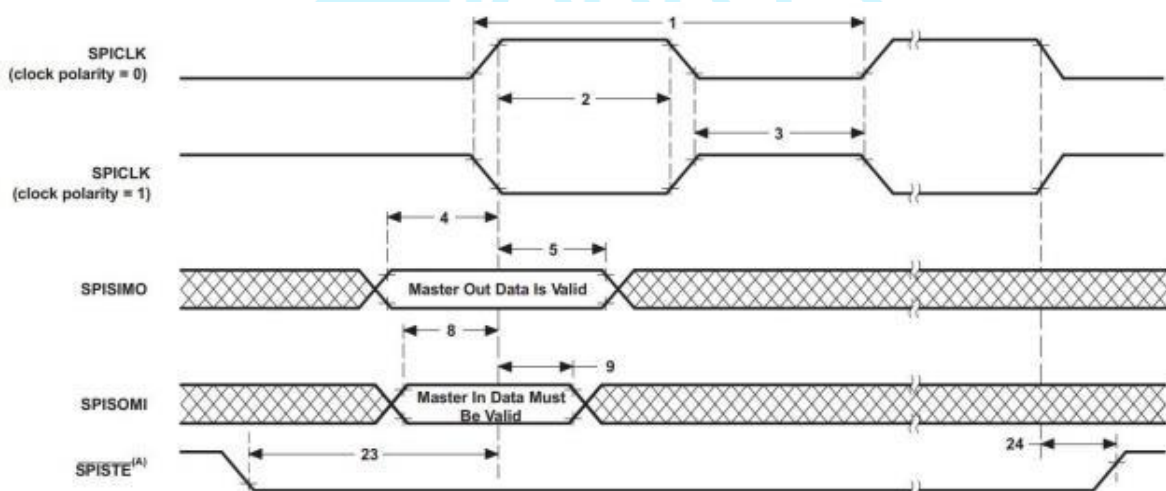 1
SPICLK
(clock polarity = 0)
2
3
SPICLK
(clock polarity = 1)
4
5
SPISIMO
Master Out Data Is Valid
8
9
SPISOMI
Master In Data Must
Be Valid
23
24
SPISTE(A)